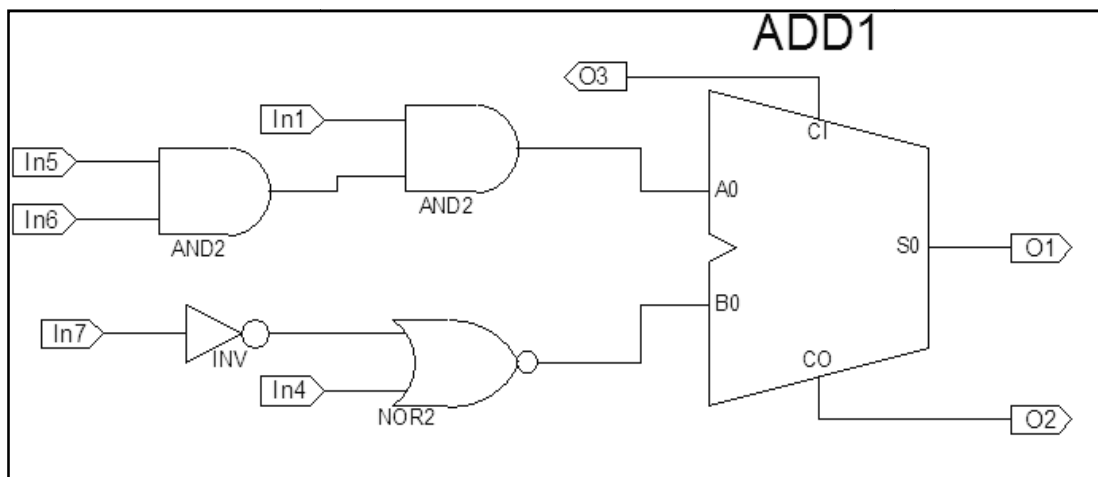 ADD1
O3
CI
In1
In5
AND2
A0
In6
AND2
S0
O1
B0
In7
INV
CO
In4
NOR2
O2